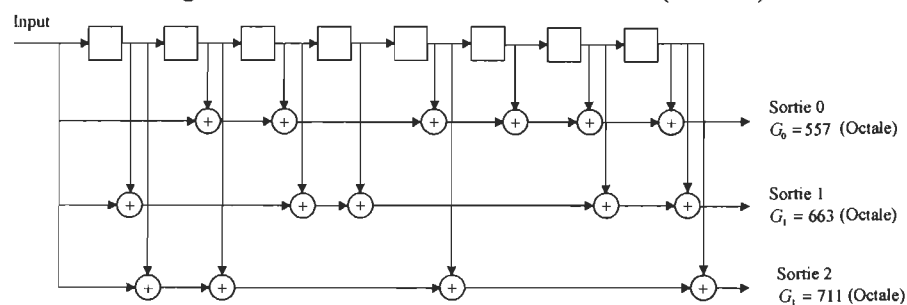 Input
Sortie 0
G₀ = 557 (Octale)
Sortie 1
G₁ = 663 (Octale)
Sortie 2
G₁ = 711 (Octale)